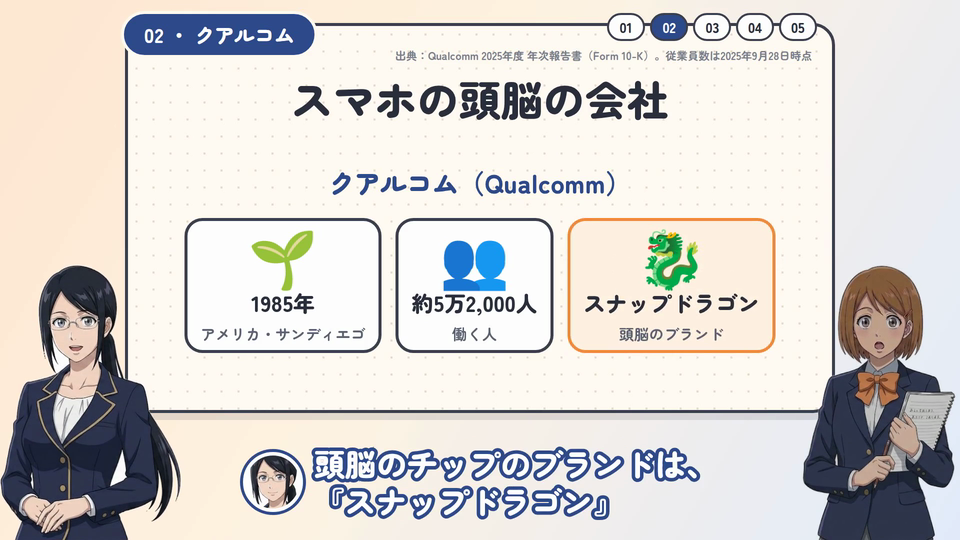 02 ・ クアルコム
01 02 03 04 05
出典：Qualcomm 2025年度 年次報告書（Form 10-K）。従業員数は2025年9月28日時点
スマホの頭脳の会社
クアルコム（Qualcomm）
1985年
アメリカ・サンディエゴ
約5万2,000人
働く人
スナップドラゴン
頭脳のブランド
頭脳のチップのブランドは、
『スナップドラゴン』